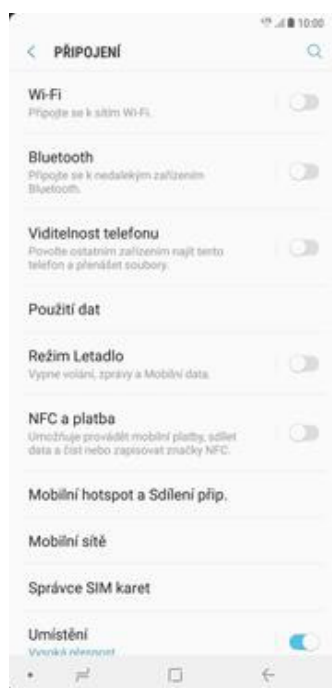 10:00
PŘIPOJENÍ
Wi-Fi
Připojte se k sítím Wi-Fi.
Bluetooth
Připojte se k nedalekým zařízením
Bluetooth.
Viditelnost telefonu
Povolte ostatním zařízením najít tento
telefon a přenášet soubory.
Použití dat
Režim Letadlo
Vypne volání, zprávy a Mobilní data.
NFC a platba
Umožňuje provádět mobilní platby, sdílet
data a číst nebo zapisovat značky NFC.
Mobilní hotspot a Sdílení přip.
Mobilní sítě
Správce SIM karet
Umístění
Vysoká přesnost